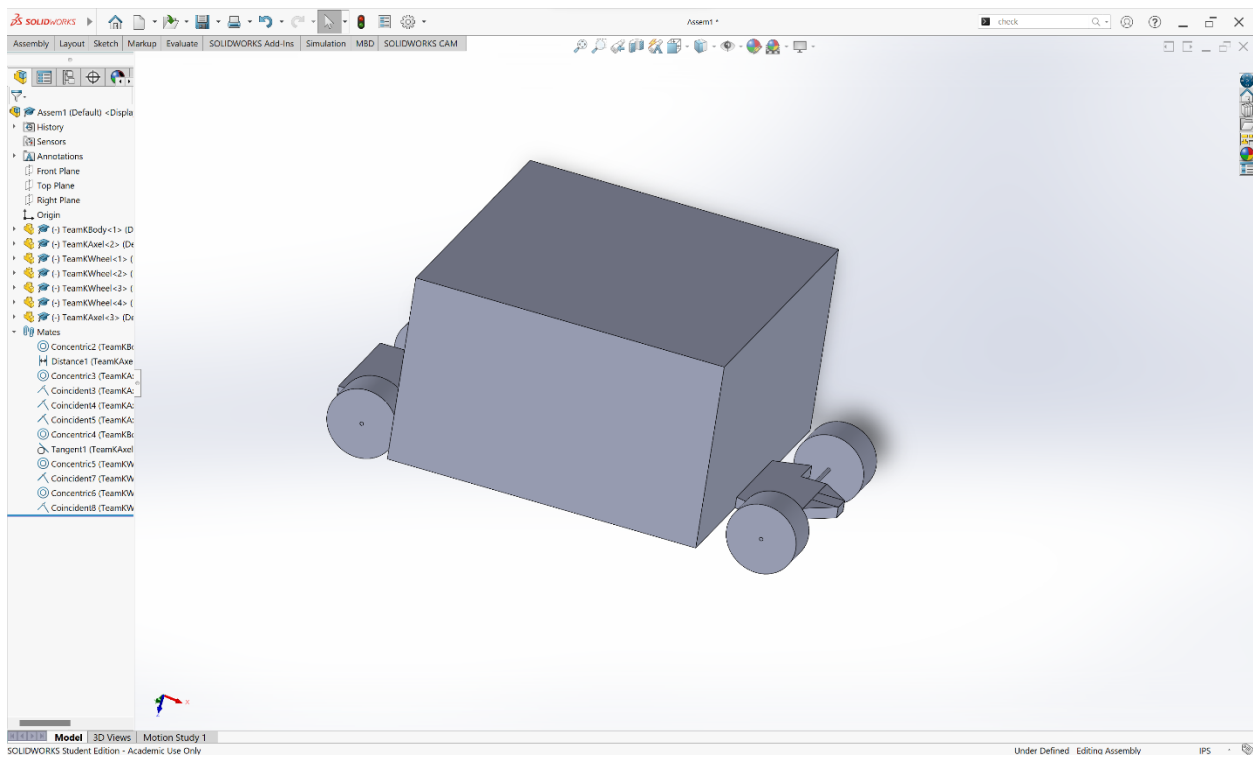 SOLIDWORKS
Assem1 *
check
Assembly Layout Sketch Markup Evaluate SOLIDWORKS Add-Ins Simulation MBD SOLIDWORKS CAM
Assem1 (Default) <Displa
History
Sensors
Annotations
Front Plane
Top Plane
Right Plane
Origin
(-) TeamKBody<1> (D
(-) TeamKAxel<2> (De
(-) TeamKWheel<1> (
(-) TeamKWheel<2> (
(-) TeamKWheel<3> (
(-) TeamKWheel<4> (
(-) TeamKAxel<3> (De
Mates
Concentric2 (TeamKBo
Distance1 (TeamKAxe
Concentric3 (TeamKA:
Coincident3 (TeamKA:
Coincident4 (TeamKA:
Coincident5 (TeamKA:
Concentric4 (TeamKBo
Tangent1 (TeamKAxel
Concentric5 (TeamKW
Coincident7 (TeamKW
Concentric6 (TeamKW
Coincident8 (TeamKW
x
Model 3D Views Motion Study 1
SOLIDWORKS Student Edition - Academic Use Only
Under Defined Editing Assembly IPS